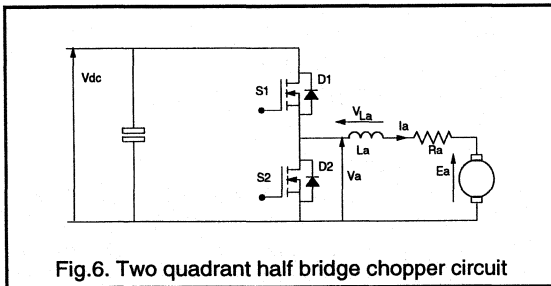 Vdc
S1
D1
VLa
Ia
La
Ra
S2
D2
Va
Ea
Fig.6. Two quadrant half bridge chopper circuit